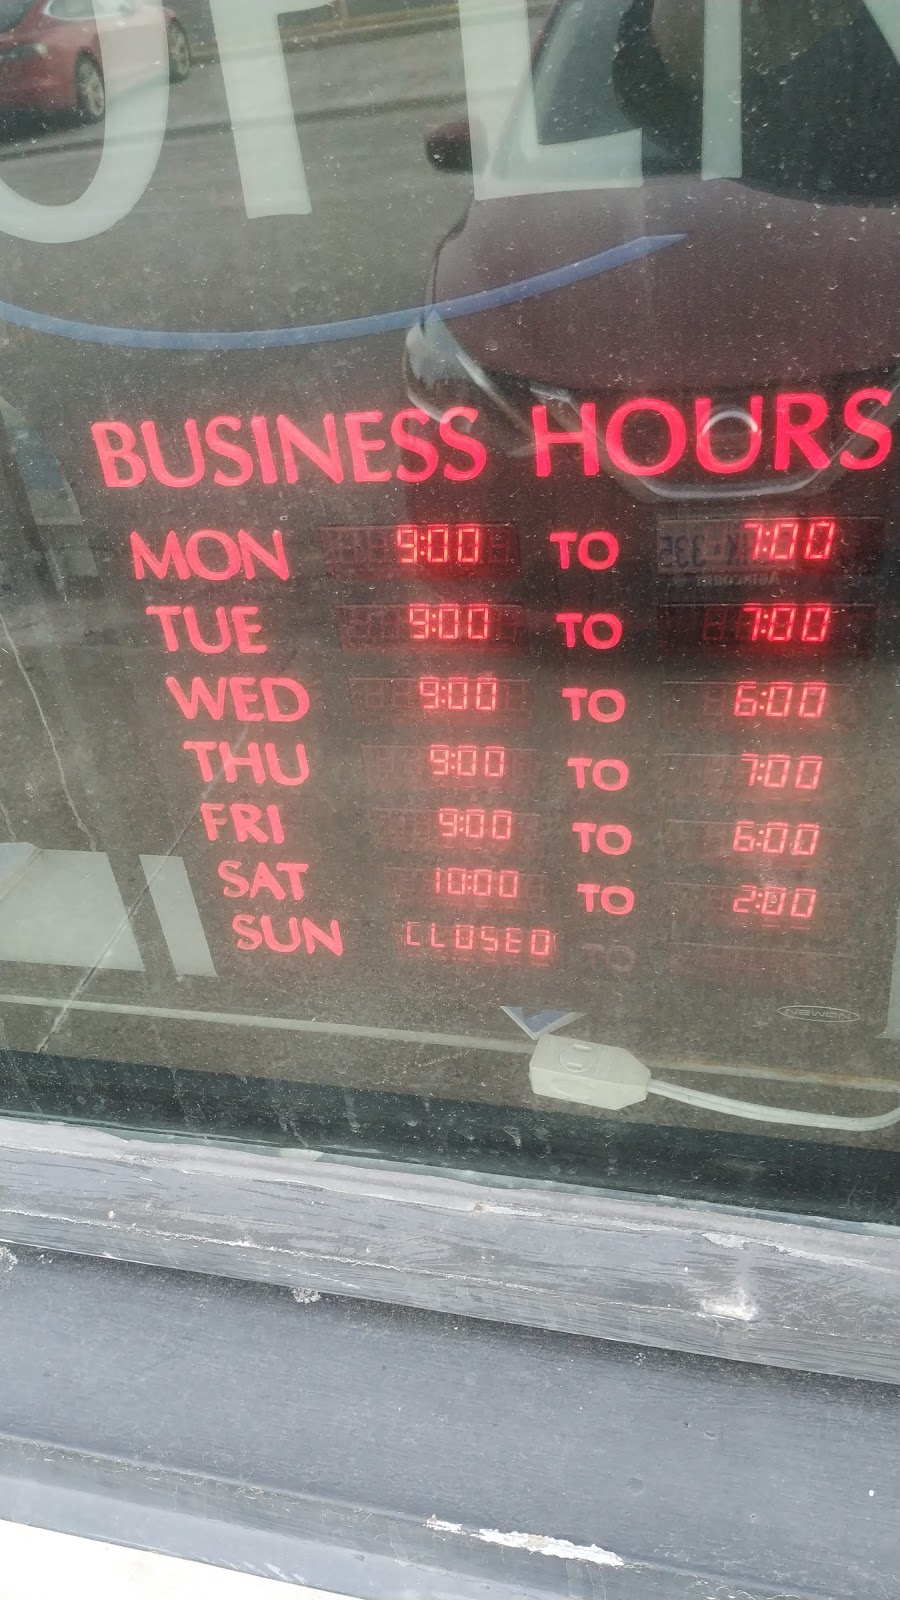 OPEN
BUSINESS HOURS
MON 9:00 TO 7:00
TUE 9:00 TO 7:00
WED 9:00 TO 6:00
THU 9:00 TO 7:00
FRI 9:00 TO 6:00
SAT 10:00 TO 2:00
SUN CLOSED TO
NEWON